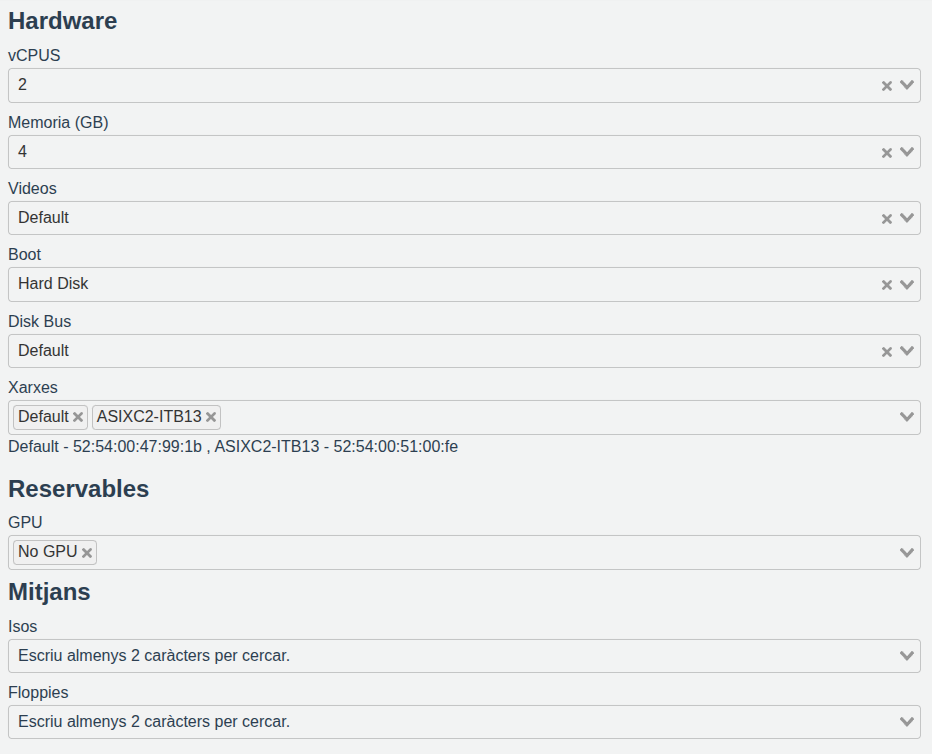 Hardware
vCPUS
2
Memoria (GB)
4
Videos
Default
Boot
Hard Disk
Disk Bus
Default
Xarxes
Default ASIXC2-ITB13
Default - 52:54:00:47:99:1b , ASIXC2-ITB13 - 52:54:00:51:00:fe
Reservables
GPU
No GPU
Mitjans
Isos
Escriu almenys 2 caràcters per cercar.
Floppies
Escriu almenys 2 caràcters per cercar.